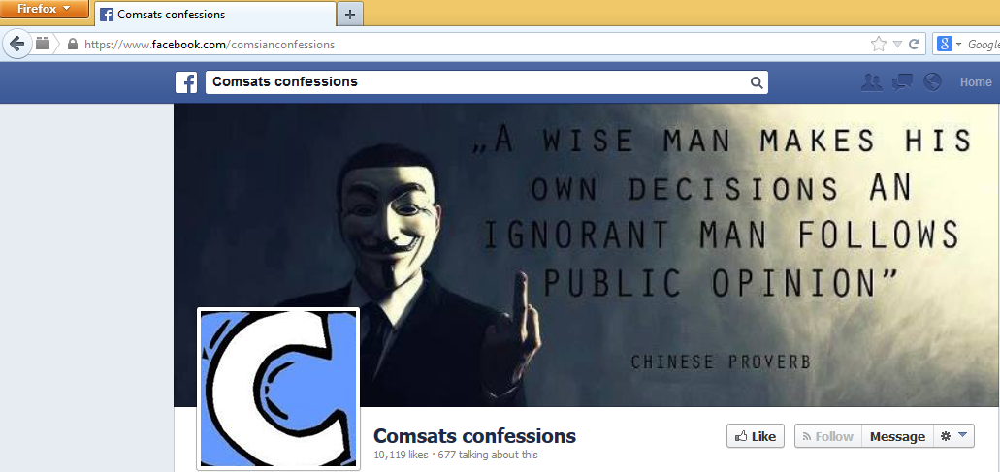 Firefox
Comsats confessions
https://www.facebook.com/comsianconfessions
Google
Comsats confessions
Home
„A WISE MAN MAKES HIS
OWN DECISIONS AN
IGNORANT MAN FOLLOWS
PUBLIC OPINION”
CHINESE PROVERB
C
Comsats confessions
10,119 likes · 677 talking about this
Like
Follow
Message